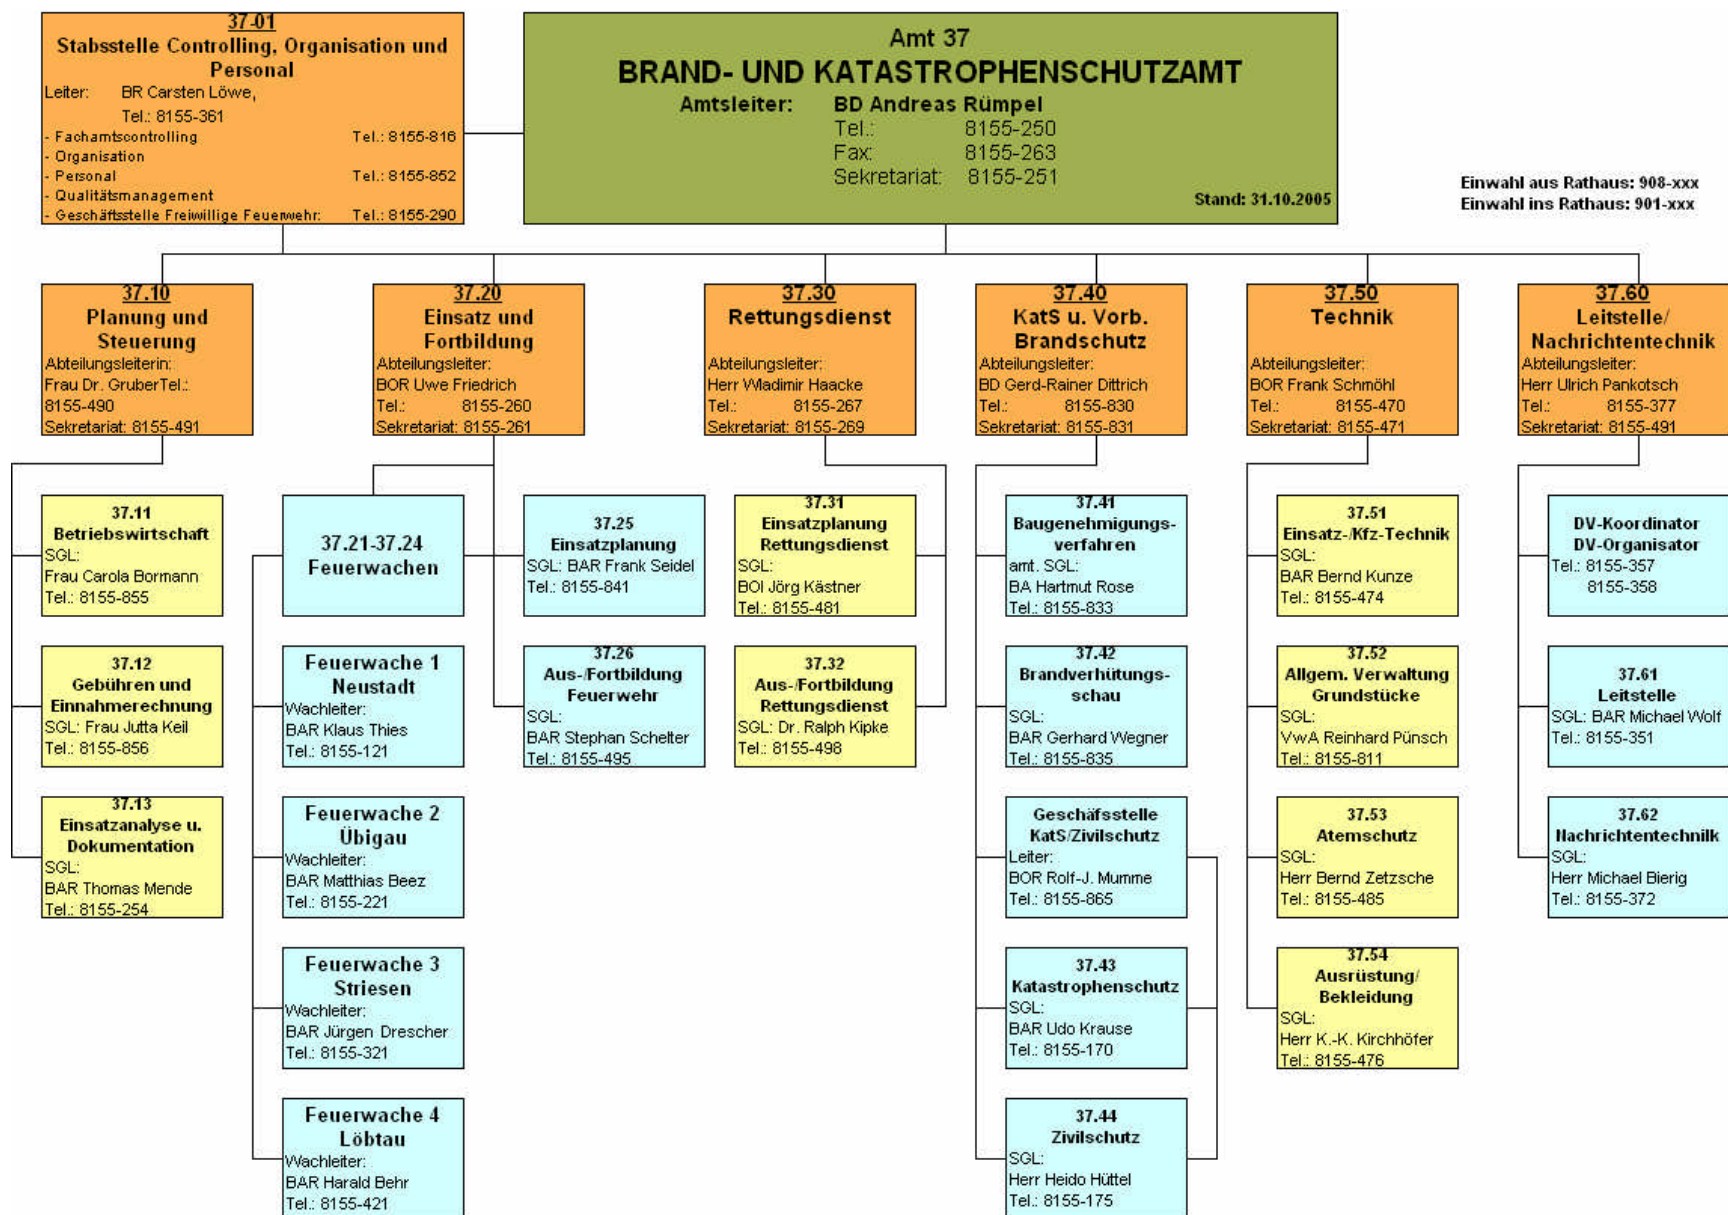 37-01
Stabsstelle Controlling, Organisation und
Personal
Leiter: BR Carsten Löwe,
Tel.: 8155-361
- Fachamtscontrolling Tel.: 8155-816
- Organisation
- Personal Tel.: 8155-852
- Qualitätsmanagement
- Geschäftsstelle Freiwillige Feuerwehr: Tel.: 8155-290
Amt 37
BRAND- UND KATASTROPHENSCHUTZAMT
Amtsleiter: BD Andreas Rümpel
Tel.: 8155-250
Fax: 8155-263
Sekretariat: 8155-251
Stand: 31.10.2005
Einwahl aus Rathaus: 908-xxx
Einwahl ins Rathaus: 901-xxx
37.10
Planung und
Steuerung
Abteilungsleiterin:
Frau Dr. GruberTel.:
8155-490
Sekretariat: 8155-491
37.20
Einsatz und
Fortbildung
Abteilungsleiter:
BOR Uwe Friedrich
Tel.: 8155-260
Sekretariat: 8155-261
37.30
Rettungsdienst
Abteilungsleiter:
Herr Wladimir Haacke
Tel.: 8155-267
Sekretariat: 8155-269
37.40
KatS u. Vorb.
Brandschutz
Abteilungsleiter:
BD Gerd-Rainer Dittrich
Tel.: 8155-830
Sekretariat: 8155-831
37.50
Technik
Abteilungsleiter:
BOR Frank Schmöhl
Tel.: 8155-470
Sekretariat: 8155-471
37.60
Leitstelle/
Nachrichtentechnik
Abteilungsleiter:
Herr Ulrich Pankotsch
Tel.: 8155-377
Sekretariat: 8155-491
37.11
Betriebswirtschaft
SGL:
Frau Carola Bormann
Tel.: 8155-855
37.12
Gebühren und
Einnahmerechnung
SGL: Frau Jutta Keil
Tel.: 8155-856
37.13
Einsatzanalyse u.
Dokumentation
SGL:
BAR Thomas Mende
Tel.: 8155-254
37.21-37.24
Feuerwachen
Feuerwache 1
Neustadt
Wachleiter:
BAR Klaus Thies
Tel.: 8155-121
Feuerwache 2
Übigau
Wachleiter:
BAR Matthias Beez
Tel.: 8155-221
Feuerwache 3
Striesen
Wachleiter:
BAR Jürgen Drescher
Tel.: 8155-321
Feuerwache 4
Löbtau
Wachleiter:
BAR Harald Behr
Tel.: 8155-421
37.25
Einsatzplanung
SGL: BAR Frank Seidel
Tel.: 8155-841
37.26
Aus-/Fortbildung
Feuerwehr
SGL:
BAR Stephan Schelter
Tel.: 8155-495
37.31
Einsatzplanung
Rettungsdienst
SGL:
BOI Jörg Kästner
Tel.: 8155-481
37.32
Aus-/Fortbildung
Rettungsdienst
SGL: Dr. Ralph Kipke
Tel.: 8155-498
37.41
Baugenehmigungs-
verfahren
amt. SGL:
BA Hartmut Rose
Tel.: 8155-833
37.42
Brandverhütungs-
schau
SGL:
BAR Gerhard Wegner
Tel.: 8155-835
Geschäfsstelle
KatS/Zivilschutz
Leiter:
BOR Rolf-J. Mumme
Tel.: 8155-865
37.43
Katastrophenschutz
SGL:
BAR Udo Krause
Tel.: 8155-170
37.44
Zivilschutz
SGL:
Herr Heido Hüttel
Tel.: 8155-175
37.51
Einsatz-/Kfz-Technik
SGL:
BAR Bernd Kunze
Tel.: 8155-474
37.52
Allgem. Verwaltung
Grundstücke
SGL:
VwA Reinhard Pünsch
Tel.: 8155-811
37.53
Atemschutz
SGL:
Herr Bernd Zetzsche
Tel.: 8155-485
37.54
Ausrüstung/
Bekleidung
SGL:
Herr K.-K. Kirchhöfer
Tel.: 8155-476
DV-Koordinator
DV-Organisator
Tel.: 8155-357
8155-358
37.61
Leitstelle
SGL: BAR Michael Wolf
Tel.: 8155-351
37.62
Nachrichtentechnilk
SGL:
Herr Michael Bierig
Tel.: 8155-372